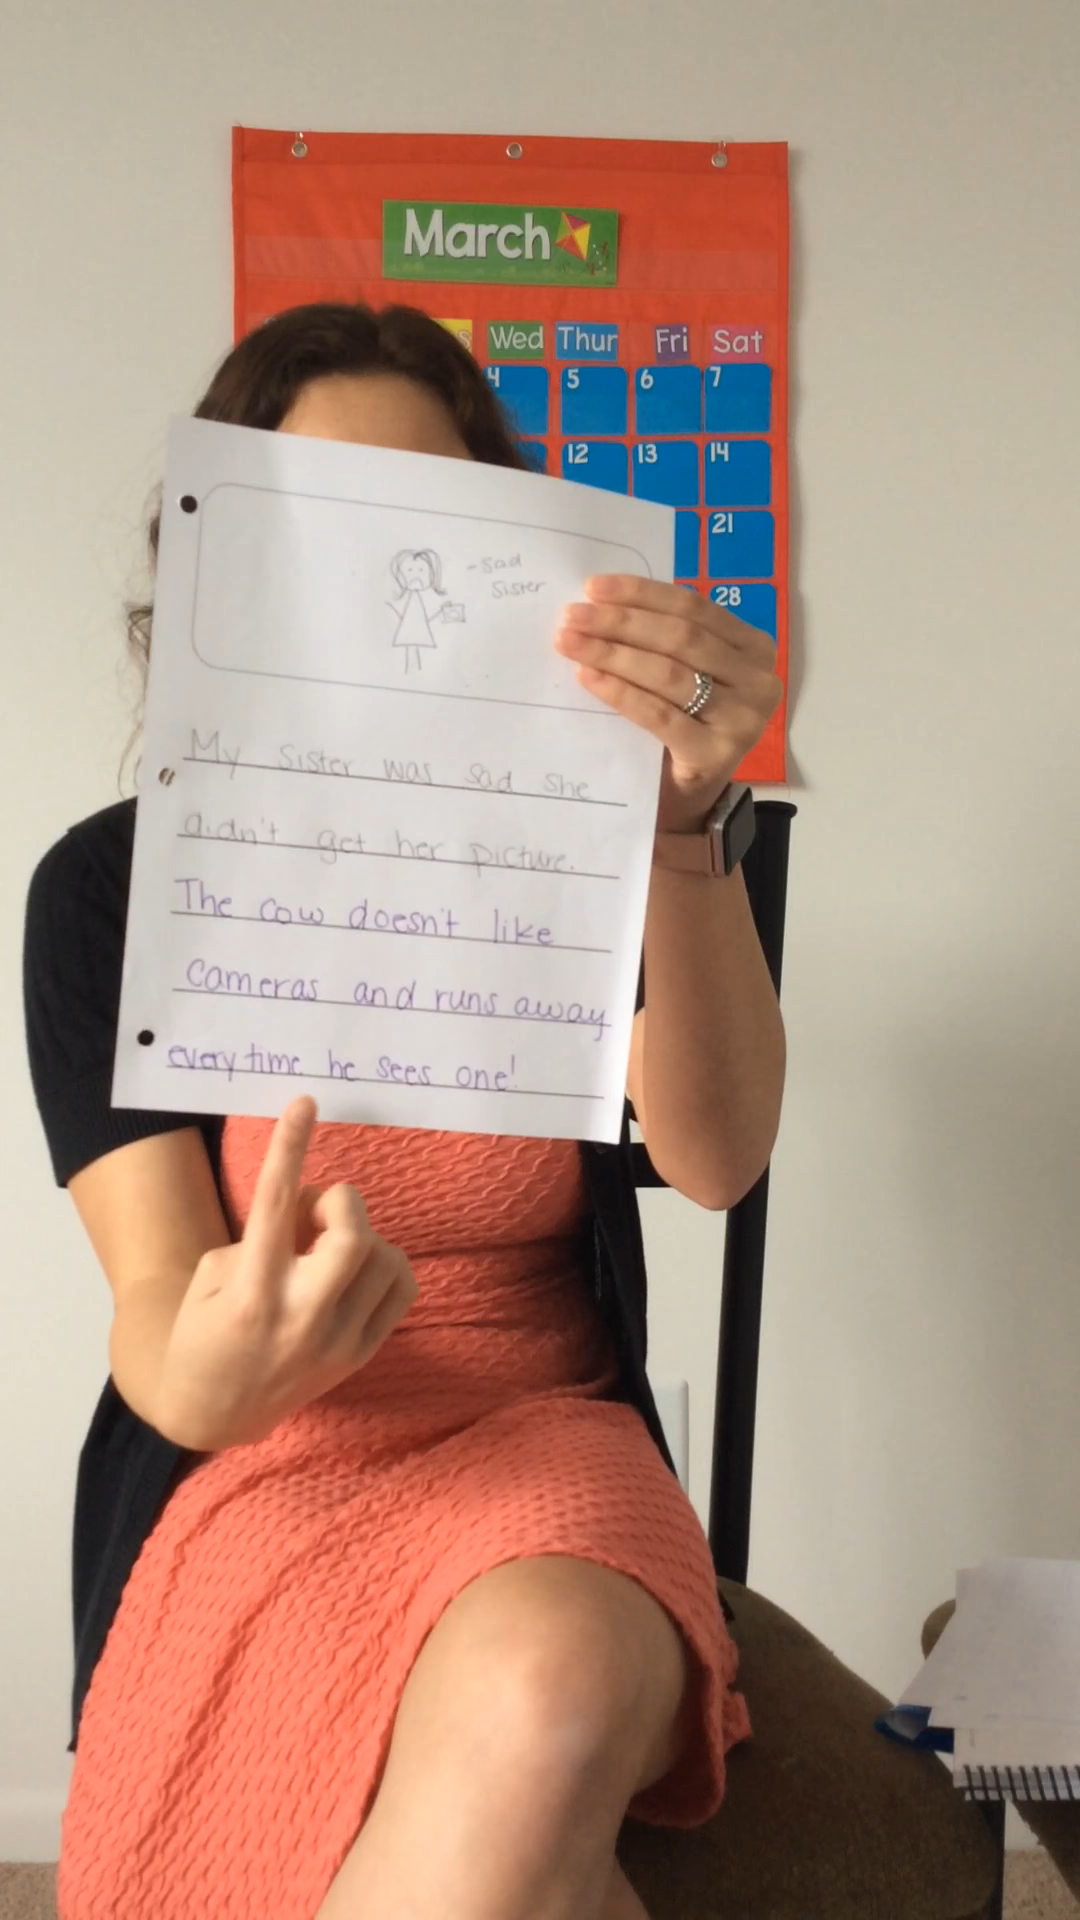 March
s Wed Thur Fri Sat
4 5 6 7
12 13 14
21
28
- sad
sister
My sister was sad she
didn't get her picture.
The cow doesn't like
cameras and runs away
every time he sees one!